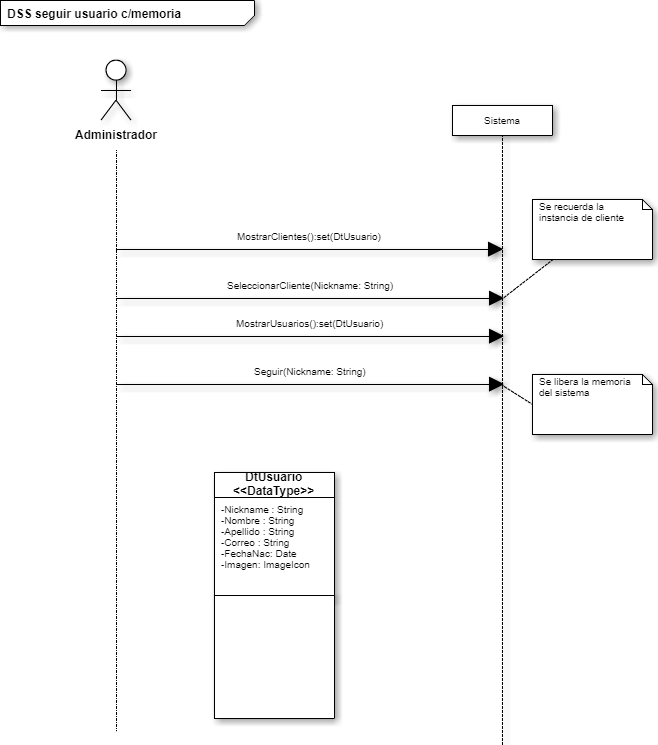 DSS seguir usuario c/memoria
Administrador
Sistema
Se recuerda la
instancia de cliente
MostrarClientes():set(DtUsuario)
SeleccionarCliente(Nickname: String)
MostrarUsuarios():set(DtUsuario)
Seguir(Nickname: String)
Se libera la memoria
del sistema
DtUsuario
<<DataType>>
-Nickname : String
-Nombre : String
-Apellido : String
-Correo : String
-FechaNac: Date
-Imagen: ImageIcon